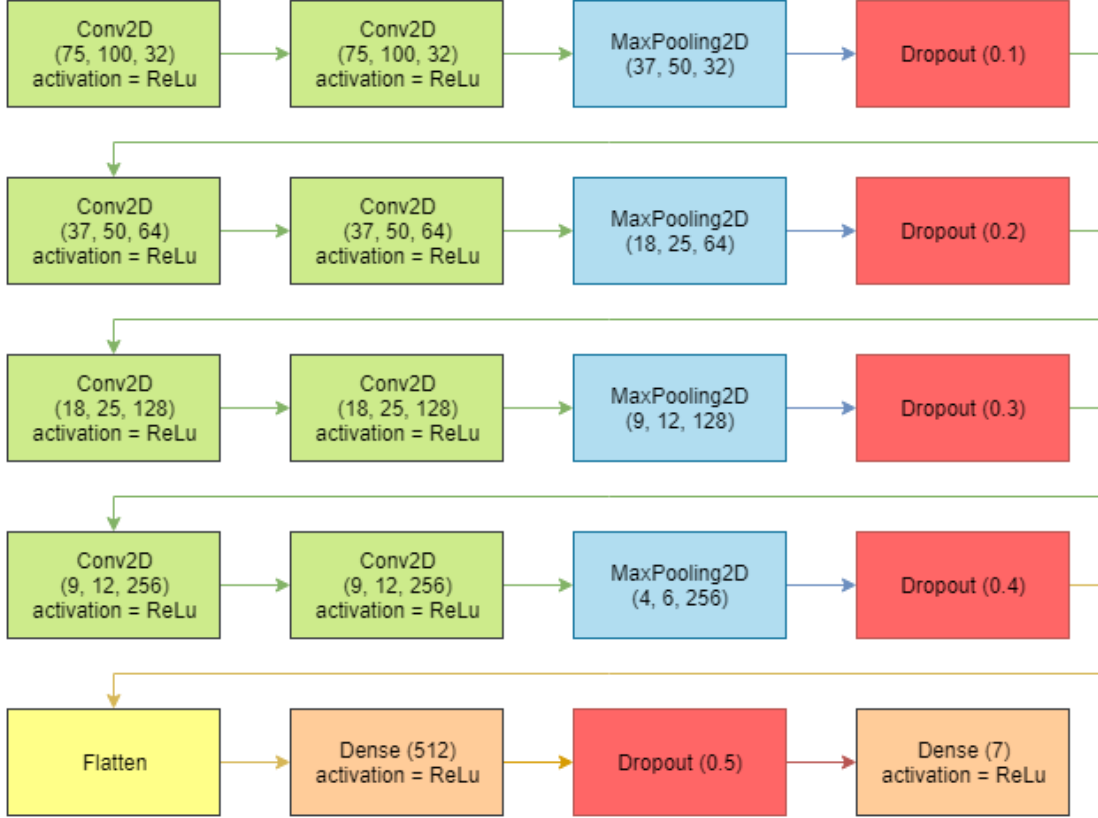 Conv2D
(75, 100, 32)
activation = ReLu
Conv2D
(75, 100, 32)
activation = ReLu
MaxPooling2D
(37, 50, 32)
Dropout (0.1)
Conv2D
(37, 50, 64)
activation = ReLu
Conv2D
(37, 50, 64)
activation = ReLu
MaxPooling2D
(18, 25, 64)
Dropout (0.2)
Conv2D
(18, 25, 128)
activation = ReLu
Conv2D
(18, 25, 128)
activation = ReLu
MaxPooling2D
(9, 12, 128)
Dropout (0.3)
Conv2D
(9, 12, 256)
activation = ReLu
Conv2D
(9, 12, 256)
activation = ReLu
MaxPooling2D
(4, 6, 256)
Dropout (0.4)
Flatten
Dense (512)
activation = ReLu
Dropout (0.5)
Dense (7)
activation = ReLu